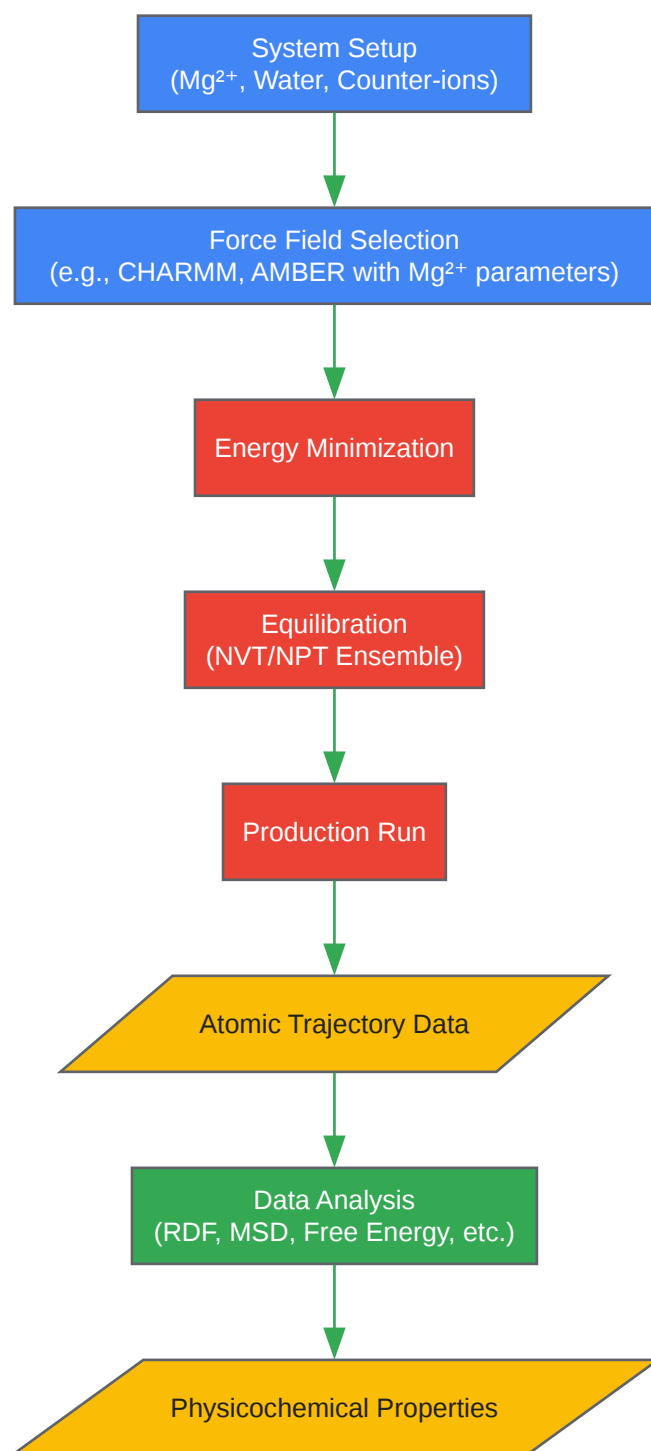 System Setup
(Mg²⁺, Water, Counter-ions)
Force Field Selection
(e.g., CHARMM, AMBER with Mg²⁺ parameters)
Energy Minimization
Equilibration
(NVT/NPT Ensemble)
Production Run
Atomic Trajectory Data
Data Analysis
(RDF, MSD, Free Energy, etc.)
Physicochemical Properties